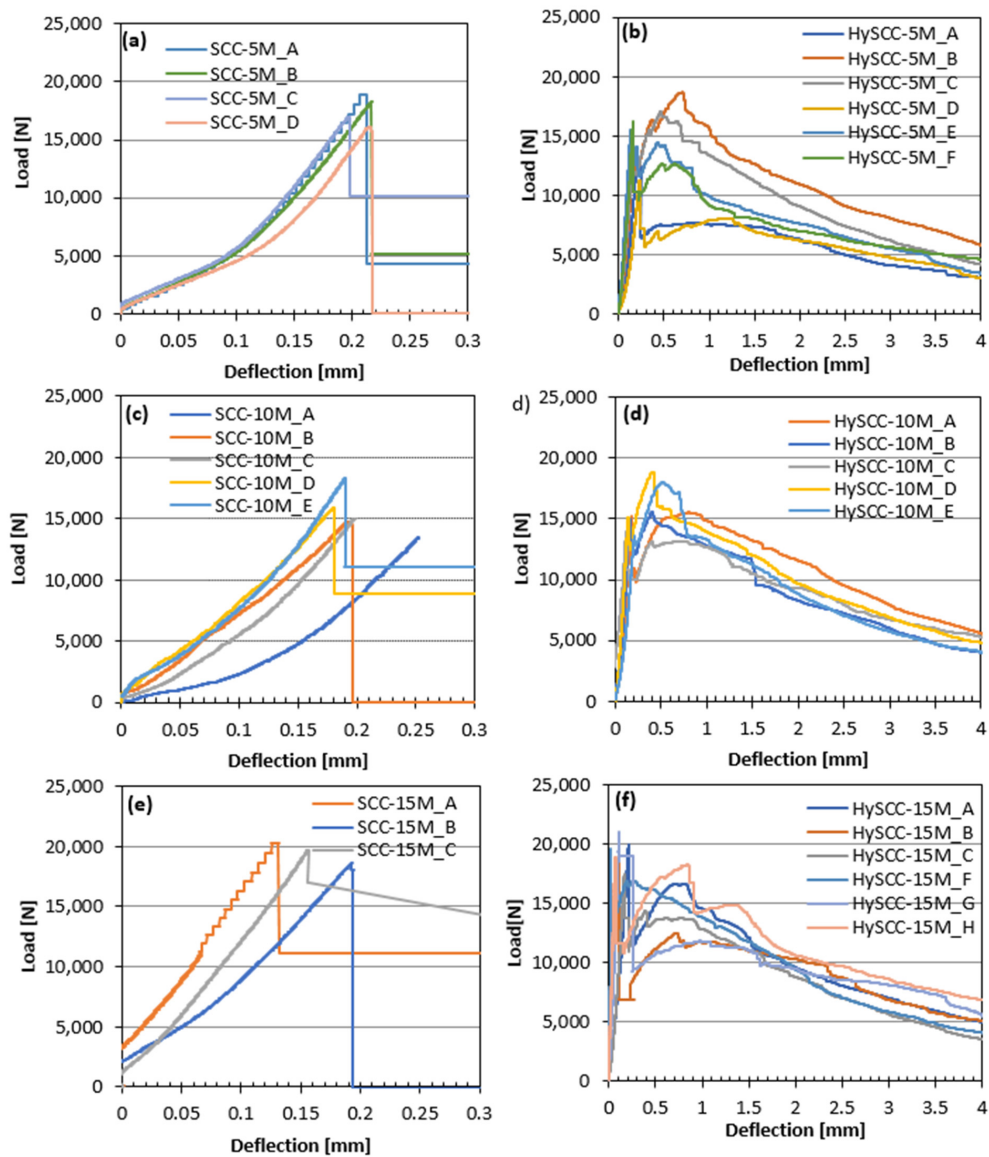 (a)
SCC-5M_A
SCC-5M_B
SCC-5M_C
SCC-5M_D
25,000
20,000
15,000
10,000
5,000
0
Load [N]
0 0.05 0.1 0.15 0.2 0.25 0.3
Deflection [mm]
(b)
HySCC-5M_A
HySCC-5M_B
HySCC-5M_C
HySCC-5M_D
HySCC-5M_E
HySCC-5M_F
25,000
20,000
15,000
10,000
5,000
0
Load [N]
0 0.5 1 1.5 2 2.5 3 3.5 4
Deflection [mm]
(c)
SCC-10M_A
SCC-10M_B
SCC-10M_C
SCC-10M_D
SCC-10M_E
25,000
20,000
15,000
10,000
5,000
0
Load [N]
0 0.05 0.1 0.15 0.2 0.25 0.3
Deflection [mm]
d)
(d)
HySCC-10M_A
HySCC-10M_B
HySCC-10M_C
HySCC-10M_D
HySCC-10M_E
25,000
20,000
15,000
10,000
5,000
0
Load [N]
0 0.5 1 1.5 2 2.5 3 3.5 4
Deflection [mm]
(e)
SCC-15M_A
SCC-15M_B
SCC-15M_C
25,000
20,000
15,000
10,000
5,000
0
Load [N]
0 0.05 0.1 0.15 0.2 0.25 0.3
Deflection [mm]
(f)
HySCC-15M_A
HySCC-15M_B
HySCC-15M_C
HySCC-15M_F
HySCC-15M_G
HySCC-15M_H
25,000
20,000
15,000
10,000
5,000
0
Load[N]
0 0.5 1 1.5 2 2.5 3 3.5 4
Deflection [mm]